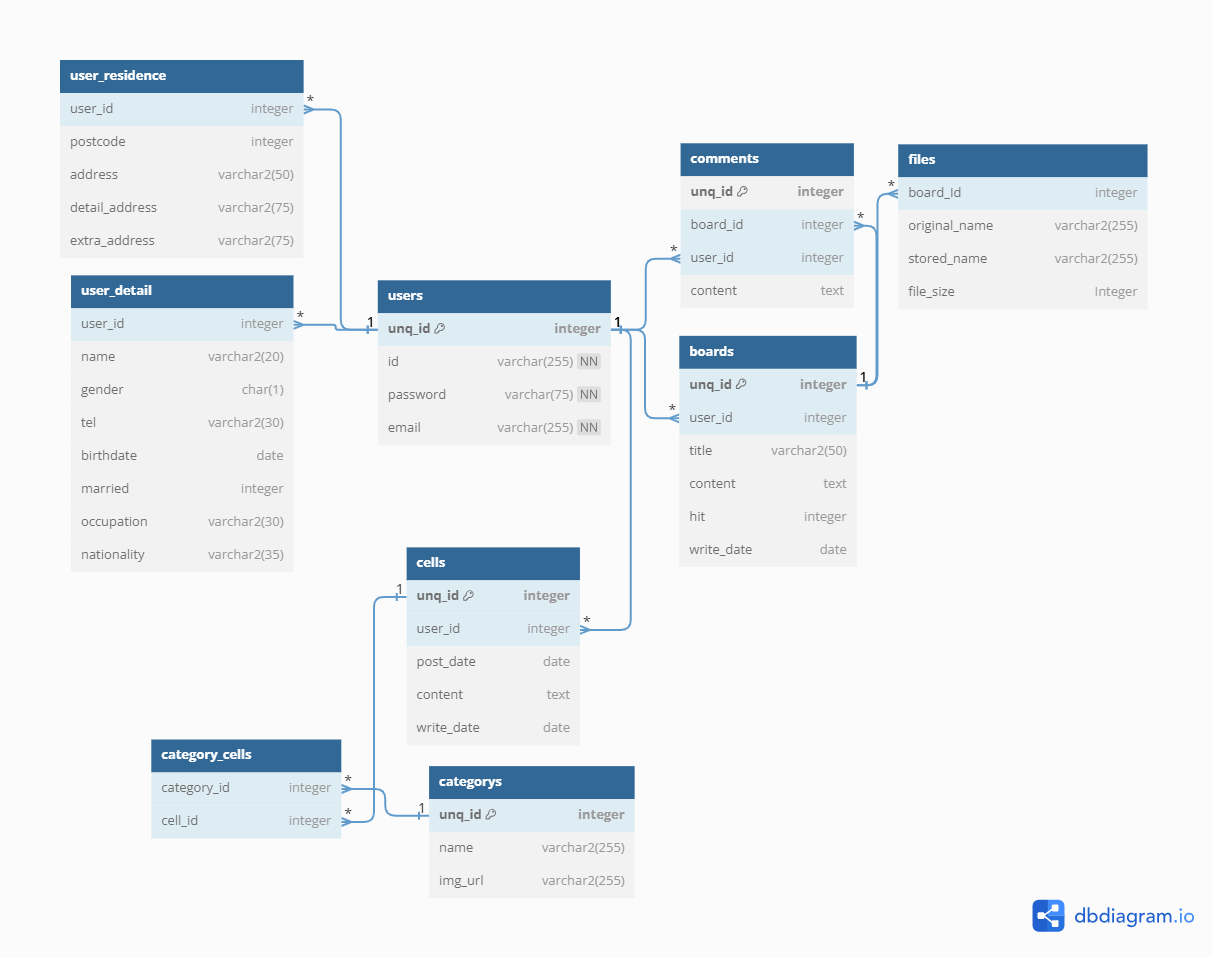 user_residence
user_id integer
postcode integer
address varchar2(50)
detail_address varchar2(75)
extra_address varchar2(75)
*
user_detail
user_id integer
name varchar2(20)
gender char(1)
tel varchar2(30)
birthdate date
married integer
occupation varchar2(30)
nationality varchar2(35)
*
1
users
unq_id integer
id varchar(255) NN
password varchar(75) NN
email varchar(255) NN
1
comments
unq_id integer
board_id integer
user_id integer
content text
*
*
files
board_Id integer
original_name varchar2(255)
stored_name varchar2(255)
file_size Integer
*
boards
unq_id integer
user_id integer
title varchar2(50)
content text
hit integer
write_date date
1
*
cells
unq_id integer
user_id integer
post_date date
content text
write_date date
1
*
category_cells
category_id integer
cell_id integer
*
*
categorys
unq_id integer
name varchar2(255)
img_url varchar2(255)
1
dbdiagram.io